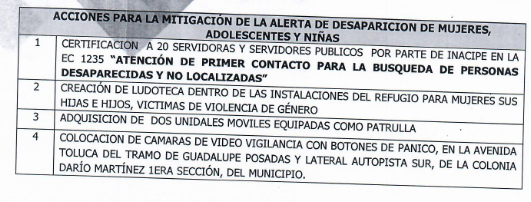 ACCIONES PARA LA MITIGACIÓN DE LA ALERTA DE DESAPARICION DE MUJERES,
ADOLESCENTES Y NIÑAS
1 CERTIFICACION A 20 SERVIDORAS Y SERVIDORES PUBLICOS POR PARTE DE INACIPE EN LA
EC 1235 "ATENCIÓN DE PRIMER CONTACTO PARA LA BUSQUEDA DE PERSONAS
DESAPARECIDAS Y NO LOCALIZADAS"
2 CREACIÓN DE LUDOTECA DENTRO DE LAS INSTALACIONES DEL REFUGIO PARA MUJERES SUS
HIJAS E HIJOS, VICTIMAS DE VIOLENCIA DE GÉNERO
3 ADQUISICION DE DOS UNIDALES MOVILES EQUIPADAS COMO PATRULLA
4 COLOCACION DE CAMARAS DE VIDEO VIGILANCIA CON BOTONES DE PANICO, EN LA AVENIDA
TOLUCA DEL TRAMO DE GUADALUPE POSADAS Y LATERAL AUTOPISTA SUR, DE LA COLONIA
DARÍO MARTÍNEZ 1ERA SECCIÓN, DEL MUNICIPIO.